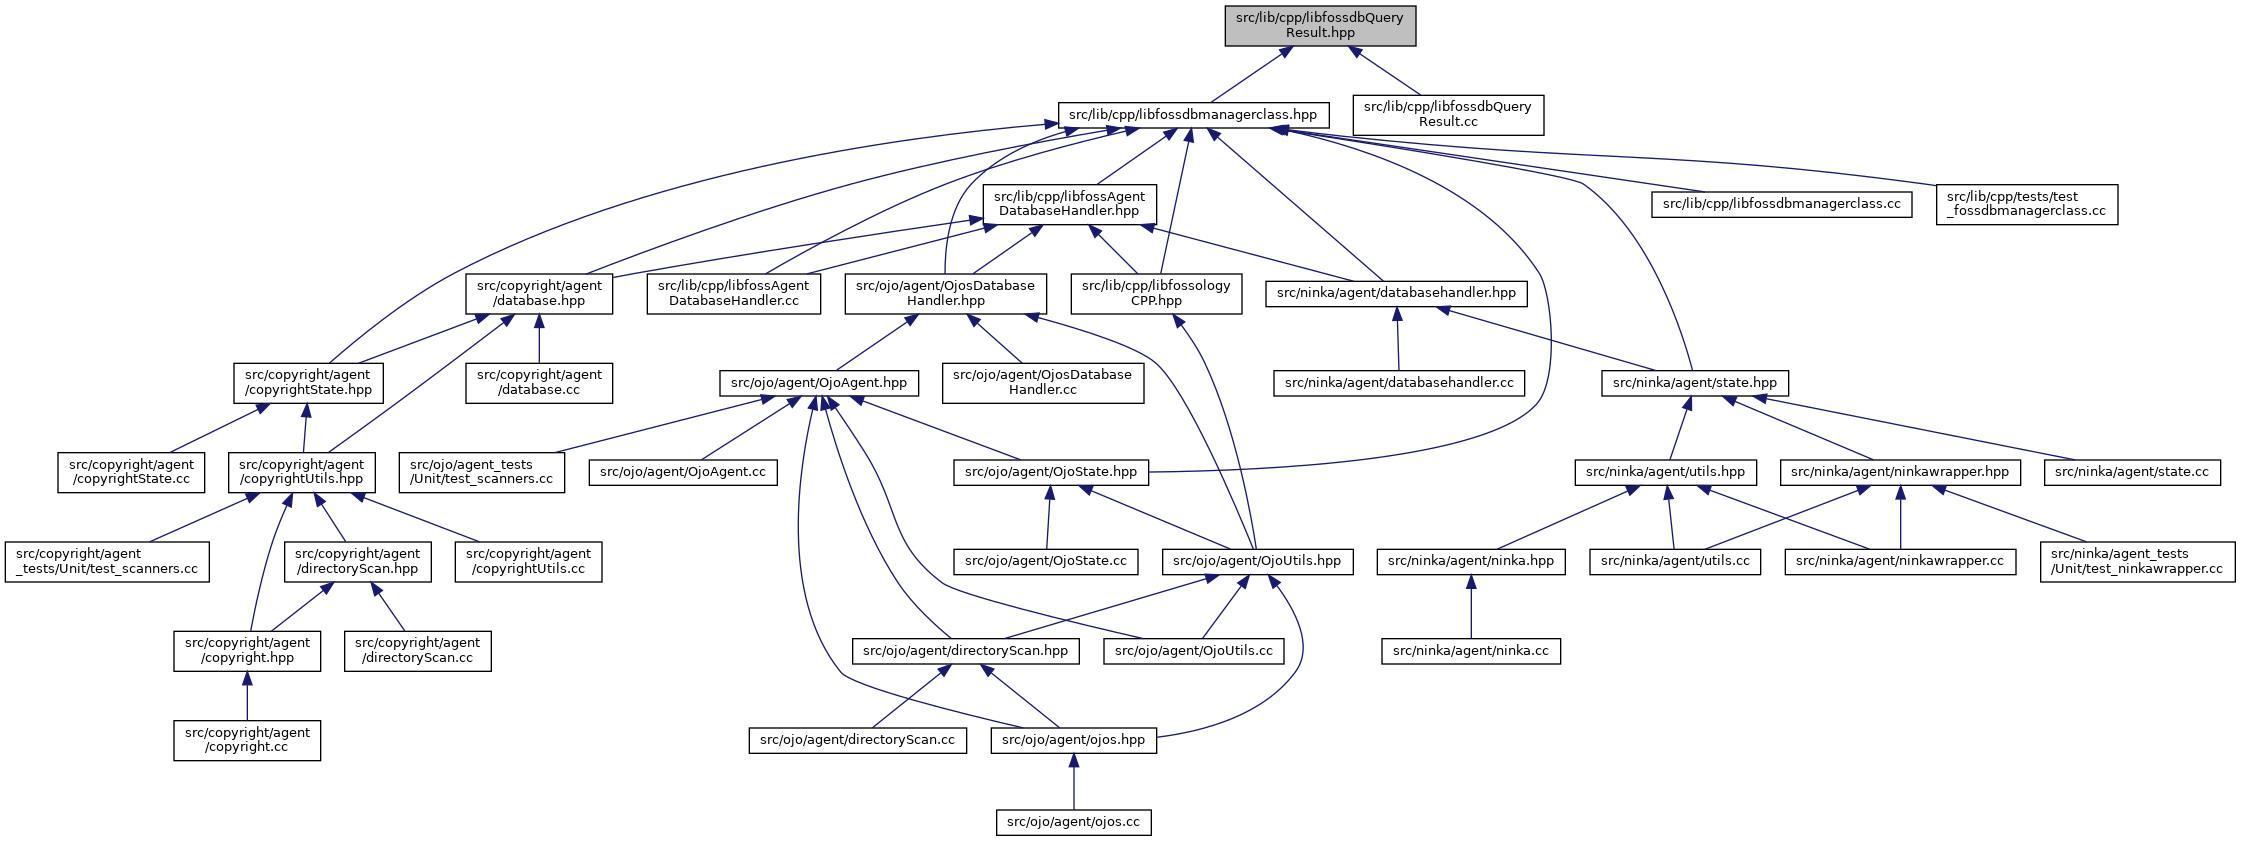 src/lib/cpp/libfossdbQuery
Result.hpp
src/lib/cpp/libfossdbmanagerclass.hpp
src/lib/cpp/libfossdbQuery
Result.cc
src/lib/cpp/libfossAgent
DatabaseHandler.hpp
src/lib/cpp/libfossdbmanagerclass.cc
src/lib/cpp/tests/test
_fossdbmanagerclass.cc
src/copyright/agent
/database.hpp
src/lib/cpp/libfossAgent
DatabaseHandler.cc
src/ojo/agent/OjosDatabase
Handler.hpp
src/lib/cpp/libfossology
CPP.hpp
src/ninka/agent/databasehandler.hpp
src/copyright/agent
/copyrightState.hpp
src/copyright/agent
/database.cc
src/ojo/agent/OjoAgent.hpp
src/ojo/agent/OjosDatabase
Handler.cc
src/ninka/agent/databasehandler.cc
src/ninka/agent/state.hpp
src/copyright/agent
/copyrightState.cc
src/copyright/agent
/copyrightUtils.hpp
src/ojo/agent_tests
/Unit/test_scanners.cc
src/ojo/agent/OjoAgent.cc
src/ojo/agent/OjoState.hpp
src/ninka/agent/utils.hpp
src/ninka/agent/ninkawrapper.hpp
src/ninka/agent/state.cc
src/copyright/agent
_tests/Unit/test_scanners.cc
src/copyright/agent
/directoryScan.hpp
src/copyright/agent
/copyrightUtils.cc
src/ojo/agent/OjoState.cc
src/ojo/agent/OjoUtils.hpp
src/ninka/agent/ninka.hpp
src/ninka/agent/utils.cc
src/ninka/agent/ninkawrapper.cc
src/ninka/agent_tests
/Unit/test_ninkawrapper.cc
src/copyright/agent
/copyright.hpp
src/copyright/agent
/directoryScan.cc
src/ojo/agent/directoryScan.hpp
src/ojo/agent/OjoUtils.cc
src/ninka/agent/ninka.cc
src/copyright/agent
/copyright.cc
src/ojo/agent/directoryScan.cc
src/ojo/agent/ojos.hpp
src/ojo/agent/ojos.cc